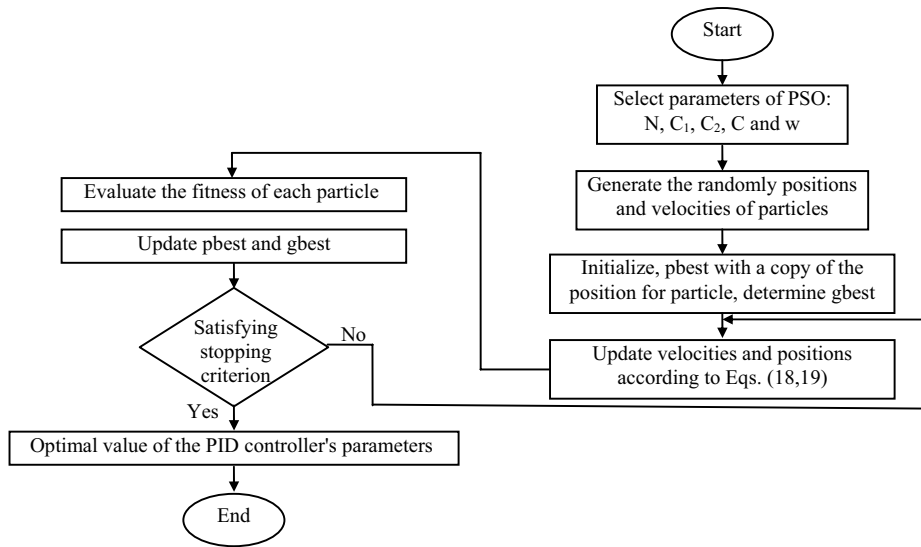 Start
Select parameters of PSO:
N, C₁, C₂, C and w
Generate the randomly positions
and velocities of particles
Initialize, pbest with a copy of the
position for particle, determine gbest
Update velocities and positions
according to Eqs. (18,19)
Evaluate the fitness of each particle
Update pbest and gbest
Satisfying
stopping
criterion
No
Yes
Optimal value of the PID controller's parameters
End